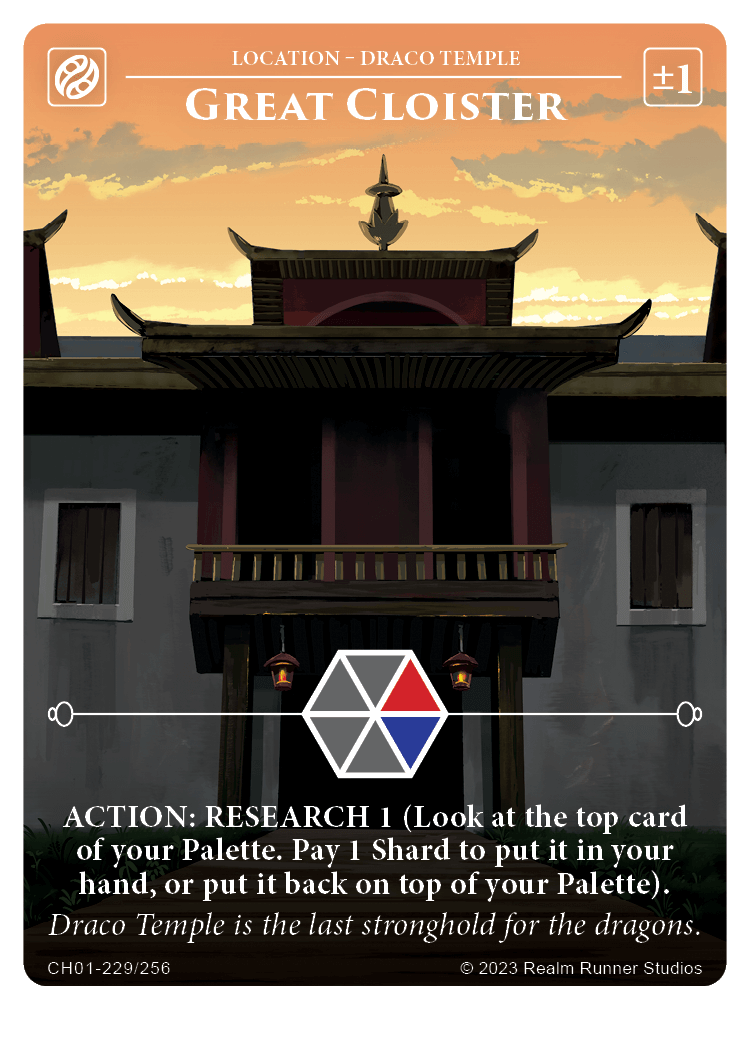 LOCATION – DRACO TEMPLE
±1
GREAT CLOISTER
ACTION: RESEARCH 1 (Look at the top card
of your Palette. Pay 1 Shard to put it in your
hand, or put it back on top of your Palette).
Draco Temple is the last stronghold for the dragons.
CH01-229/256
© 2023 Realm Runner Studios